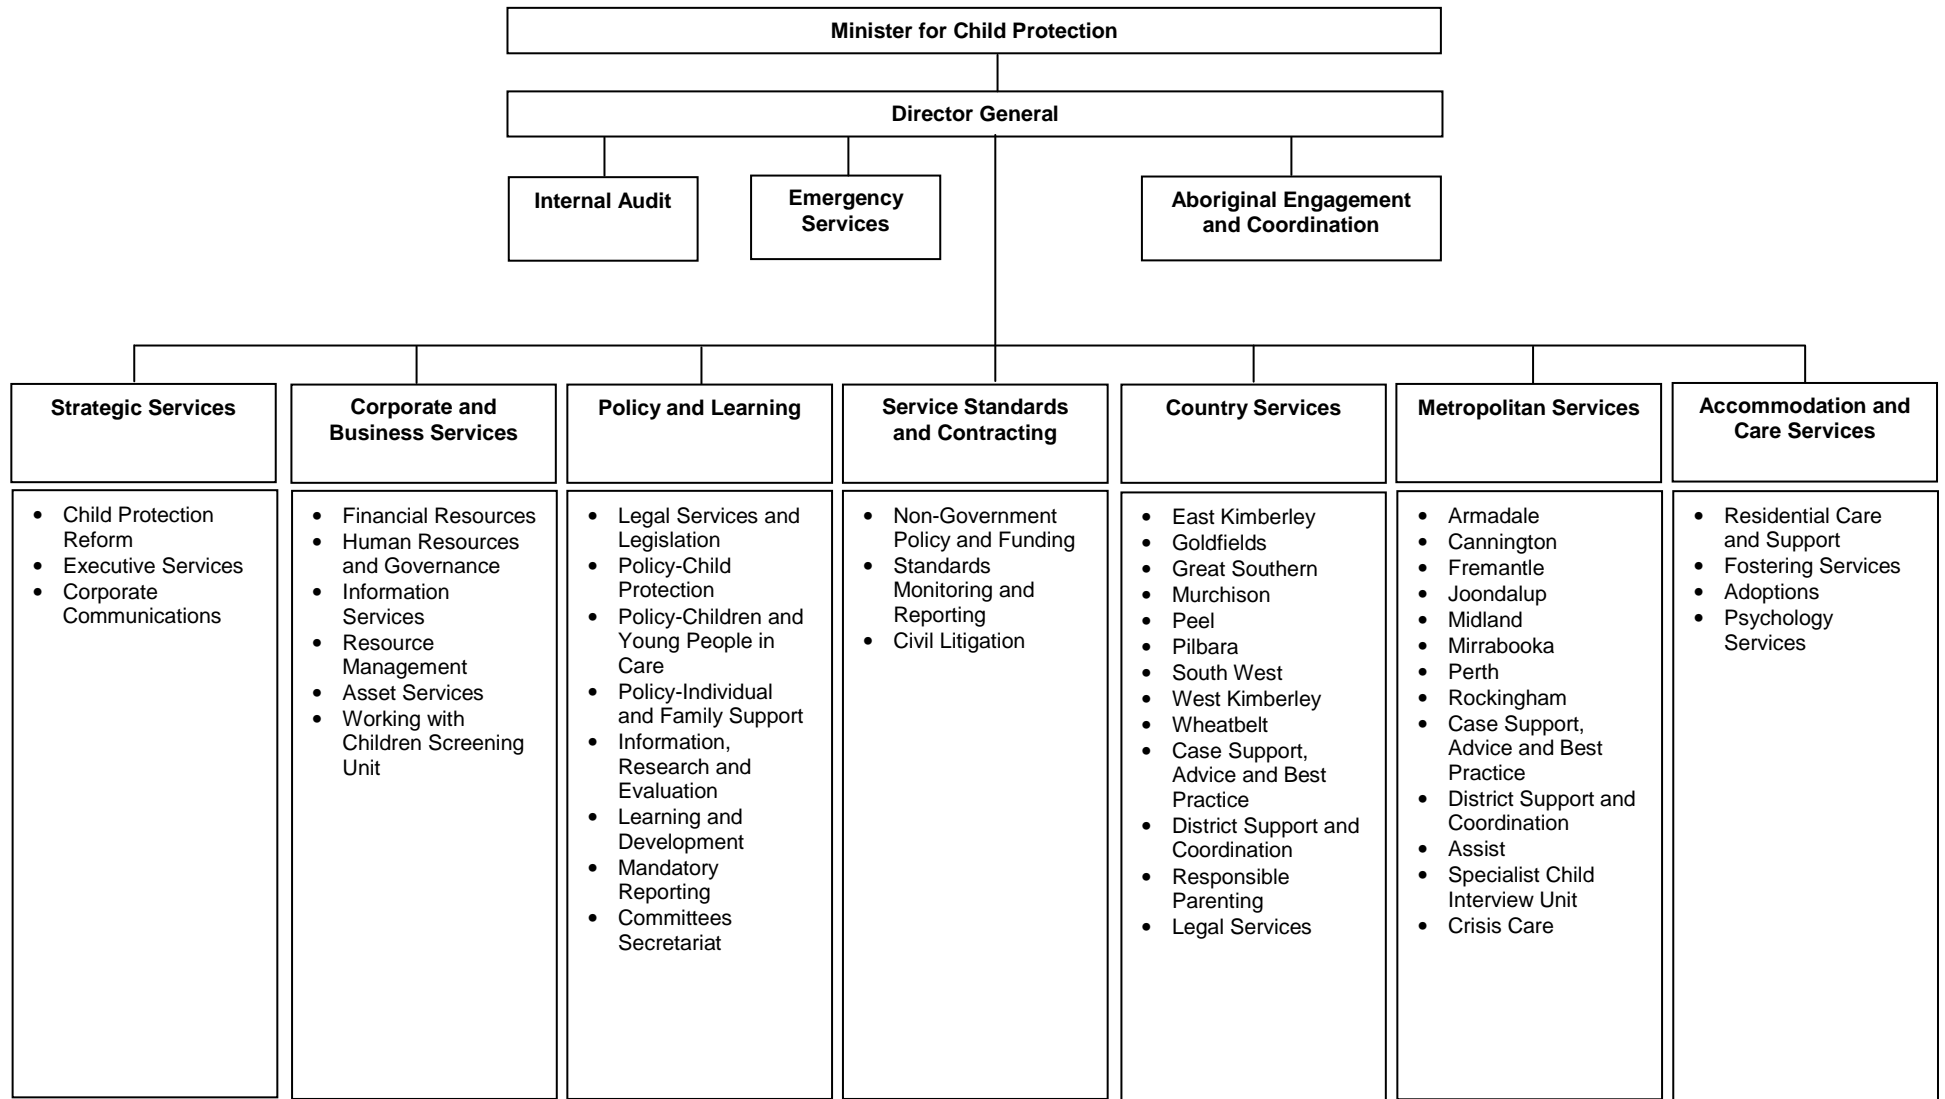 Minister for Child Protection
Director General
Internal Audit
Emergency
Services
Aboriginal Engagement
and Coordination
Strategic Services
• Child Protection
Reform
• Executive Services
• Corporate
Communications
Corporate and
Business Services
• Financial Resources
• Human Resources
and Governance
• Information
Services
• Resource
Management
• Asset Services
• Working with
Children Screening
Unit
Policy and Learning
• Legal Services and
Legislation
• Policy-Child
Protection
• Policy-Children and
Young People in
Care
• Policy-Individual
and Family Support
• Information,
Research and
Evaluation
• Learning and
Development
• Mandatory
Reporting
• Committees
Secretariat
Service Standards
and Contracting
• Non-Government
Policy and Funding
• Standards
Monitoring and
Reporting
• Civil Litigation
Country Services
• East Kimberley
• Goldfields
• Great Southern
• Murchison
• Peel
• Pilbara
• South West
• West Kimberley
• Wheatbelt
• Case Support,
Advice and Best
Practice
• District Support and
Coordination
• Responsible
Parenting
• Legal Services
Metropolitan Services
• Armadale
• Cannington
• Fremantle
• Joondalup
• Midland
• Mirrabooka
• Perth
• Rockingham
• Case Support,
Advice and Best
Practice
• District Support and
Coordination
• Assist
• Specialist Child
Interview Unit
• Crisis Care
Accommodation and
Care Services
• Residential Care
and Support
• Fostering Services
• Adoptions
• Psychology
Services